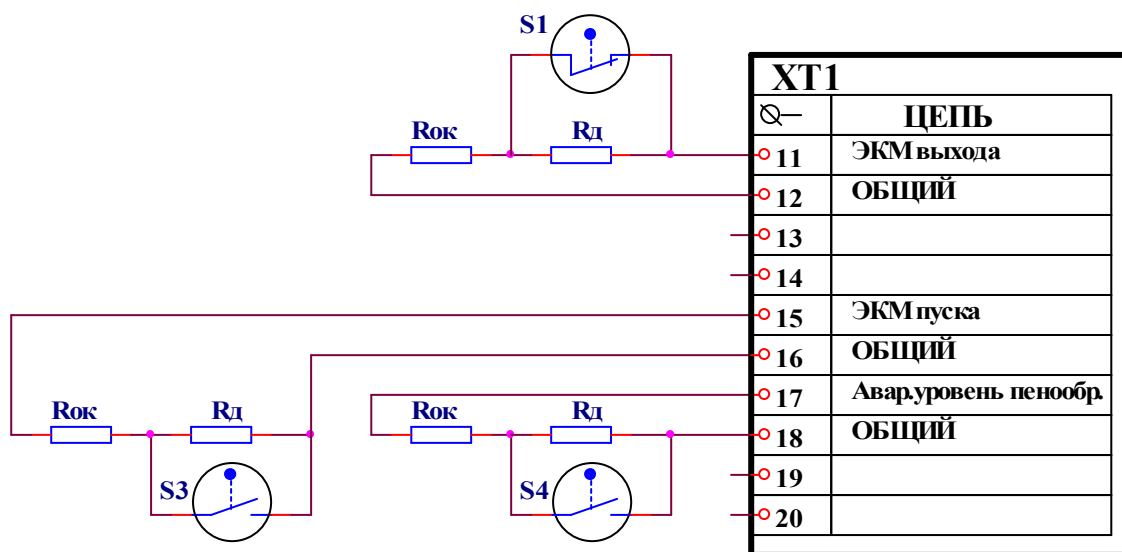 S1
XT1
ЦЕПЬ
Rок Rд
11 ЭКМ выхода
12 ОБЩИЙ
13
14
15 ЭКМ пуска
16 ОБЩИЙ
17 Авар.уровень пенообр.
Rок Rд Rок Rд
18 ОБЩИЙ
19
S3 S4
20